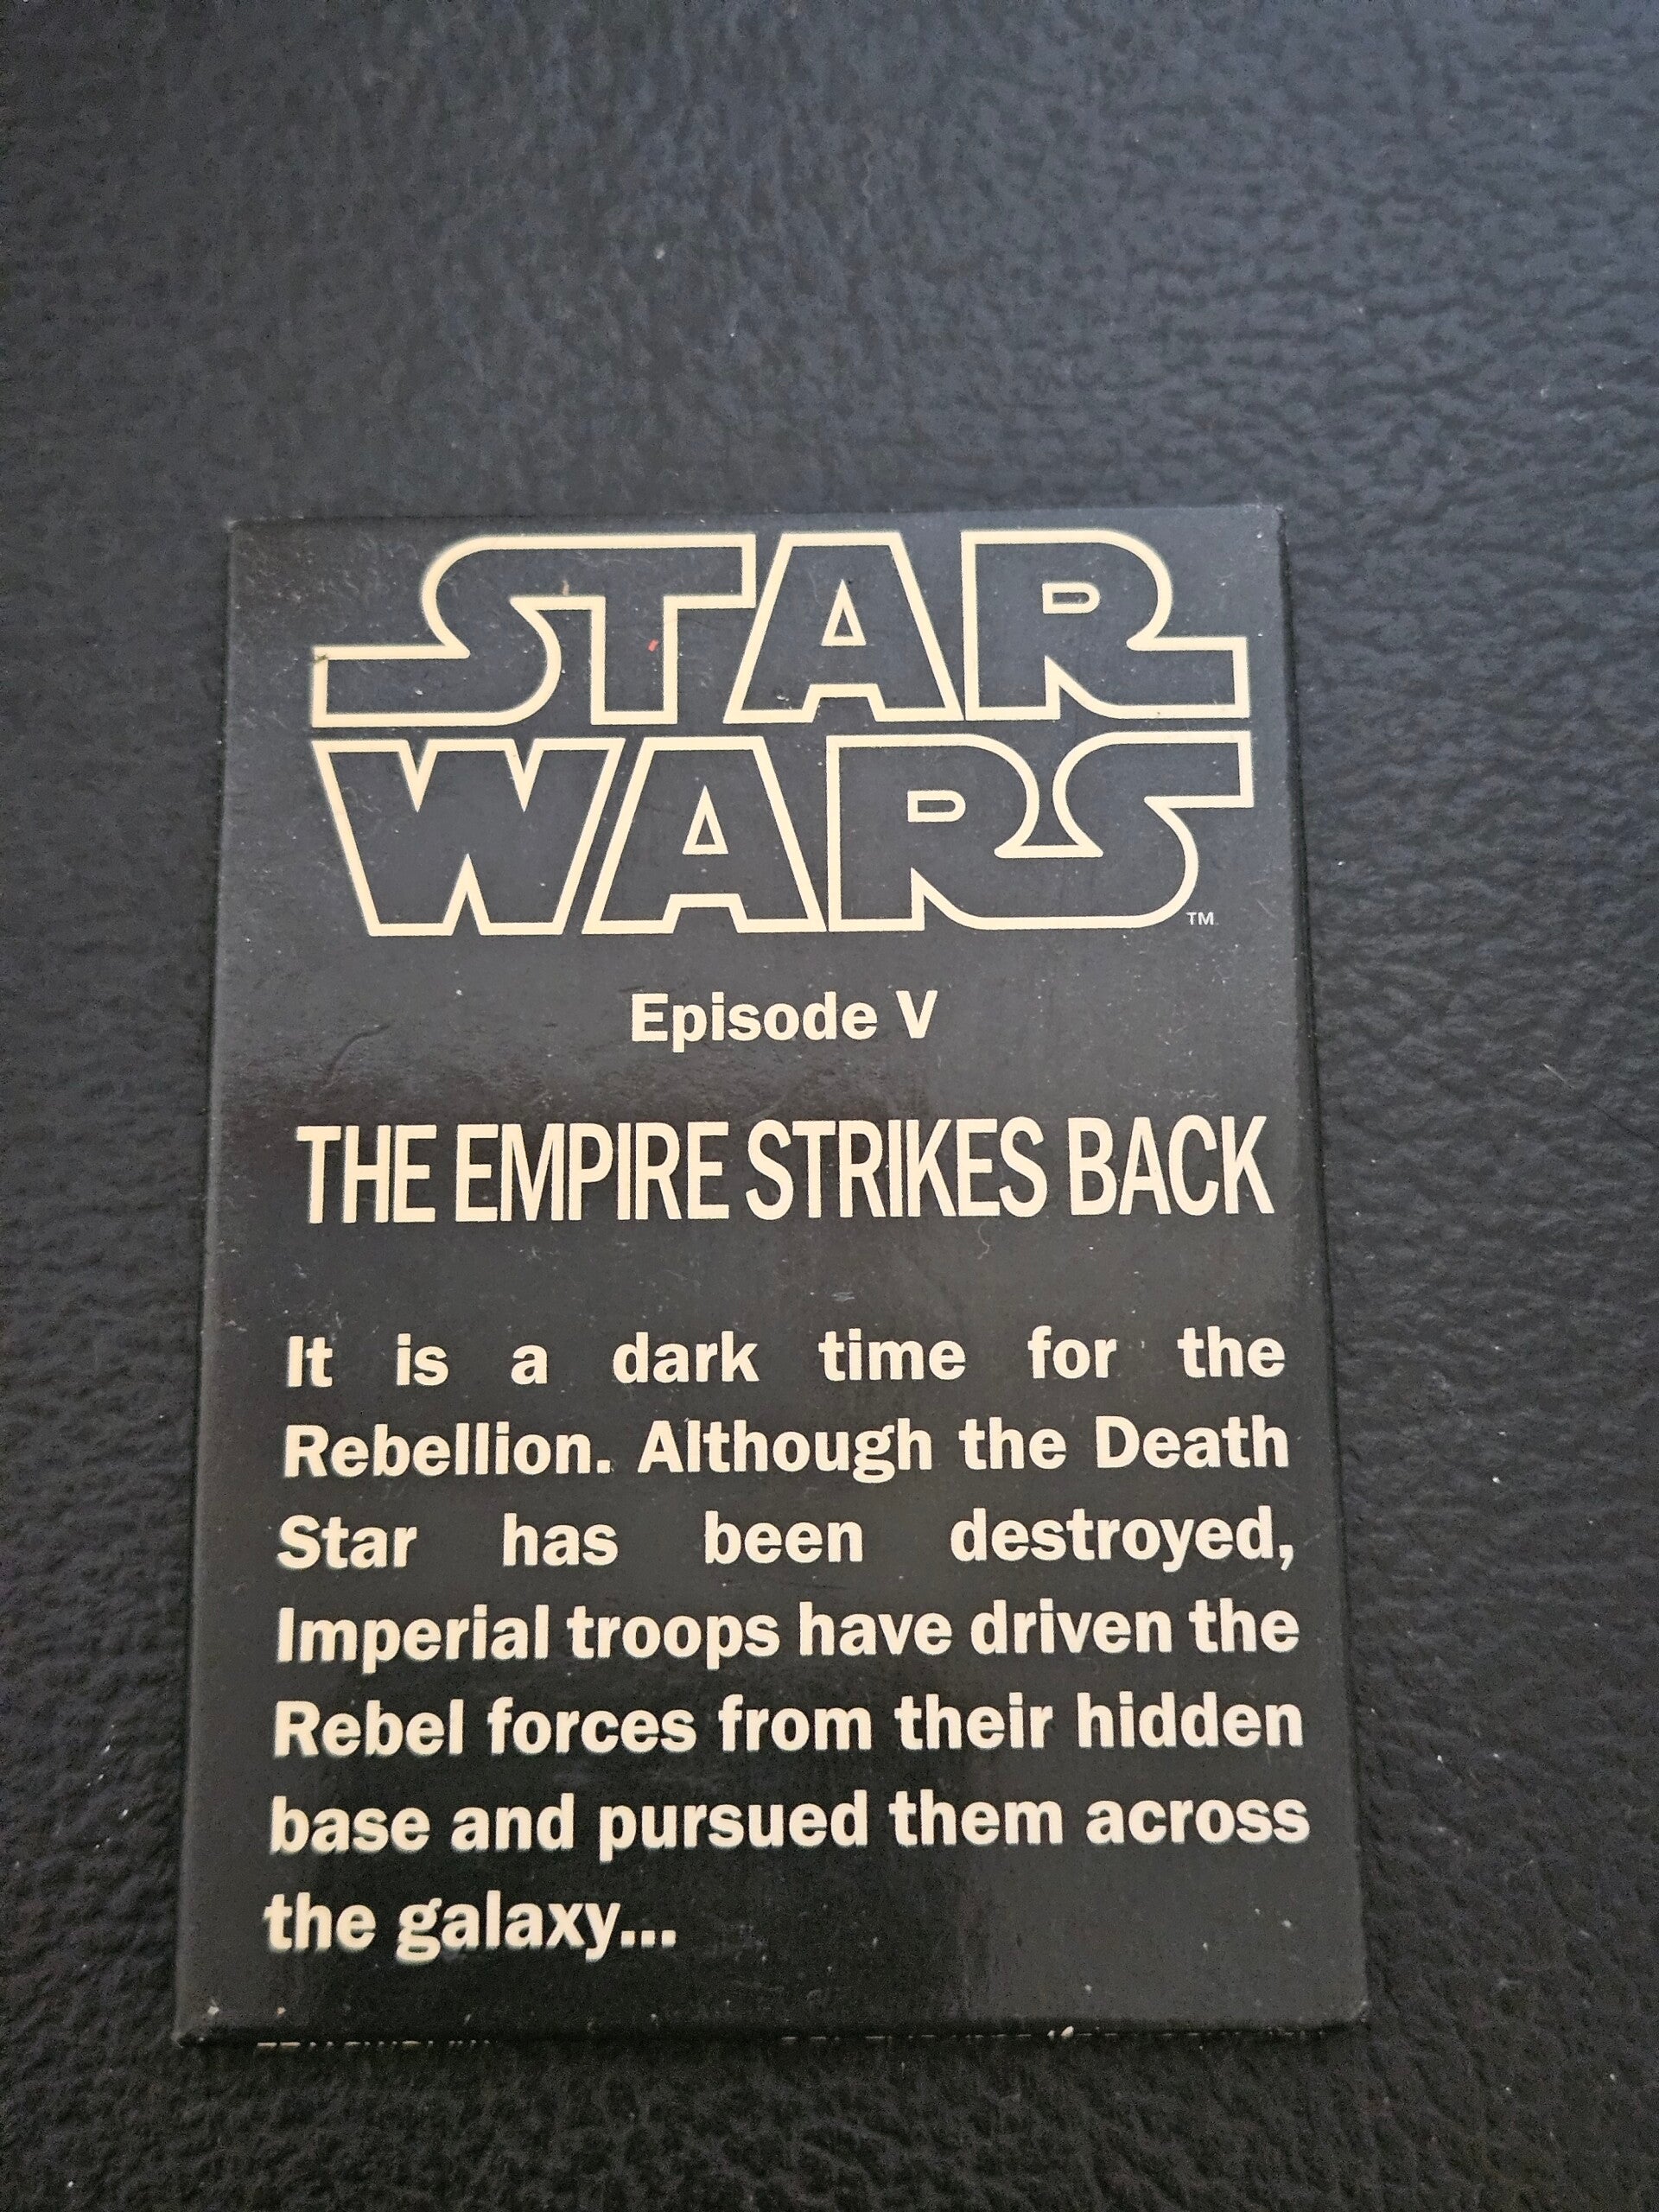 STAR
WARS
TM
Episode V
THE EMPIRE STRIKES BACK
It is a dark time for the
Rebellion. Although the Death
Star has been destroyed,
Imperial troops have driven the
Rebel forces from their hidden
base and pursued them across
the galaxy...